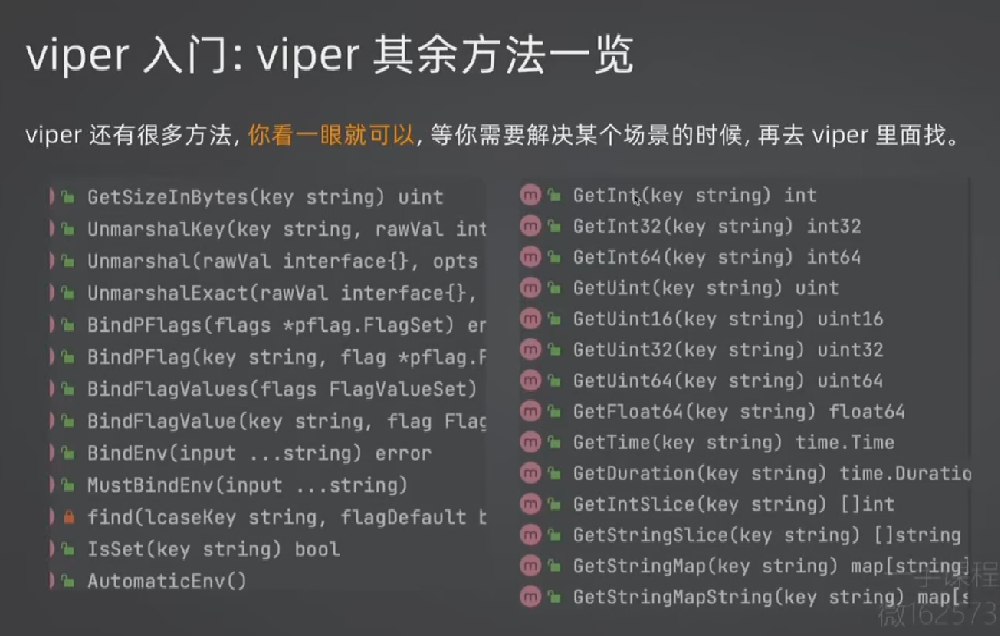 viper 入门: viper 其余方法一览
viper 还有很多方法, 你看一眼就可以, 等你需要解决某个场景的时候, 再去 viper 里面找。
GetSizeInBytes(key string) uint
UnmarshalKey(key string, rawVal int
Unmarshal(rawVal interface{}, opts
UnmarshalExact(rawVal interface{},
BindPFlags(flags *pflag.FlagSet) er
BindPFlag(key string, flag *pflag.F
BindFlagValues(flags FlagValueSet)
BindFlagValue(key string, flag Flag
BindEnv(input ...string) error
MustBindEnv(input ...string)
find(lcaseKey string, flagDefault b
IsSet(key string) bool
AutomaticEnv()
m GetInt(key string) int
m GetInt32(key string) int32
m GetInt64(key string) int64
m GetUint(key string) uint
m GetUint16(key string) uint16
m GetUint32(key string) uint32
m GetUint64(key string) uint64
m GetFloat64(key string) float64
m GetTime(key string) time.Time
m GetDuration(key string) time.Duratio
m GetIntSlice(key string) []int
m GetStringSlice(key string) []string
m GetStringMap(key string) map[string]
m GetStringMapString(key string) map[s
一手课程
微162573